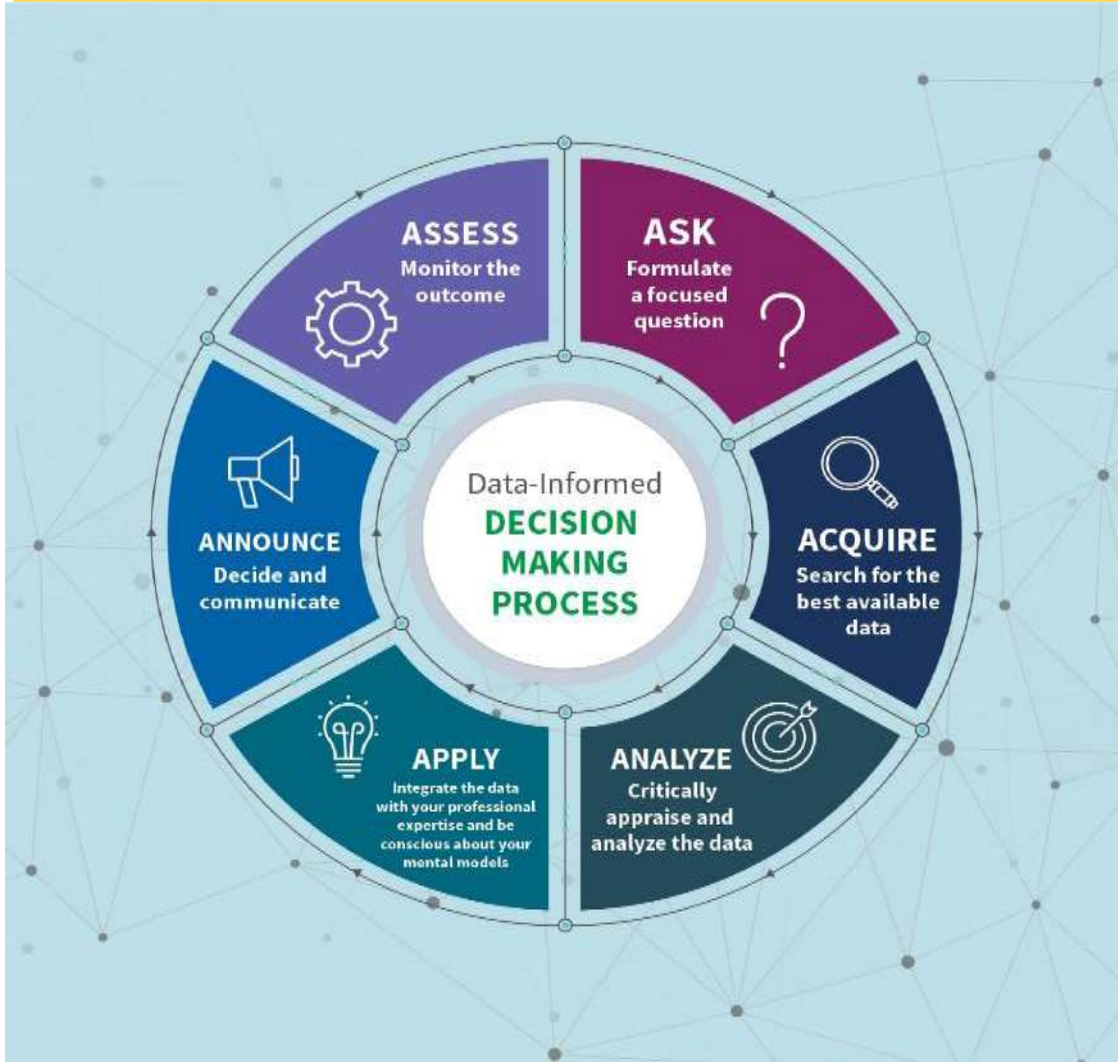 Data-Informed
DECISION
MAKING
PROCESS
ASK
Formulate
a focused
question
ACQUIRE
Search for the
best available
data
ANALYZE
Critically
appraise and
analyze the data
APPLY
Integrate the data
with your professional
expertise and be
conscious about your
mental models
ANNOUNCE
Decide and
communicate
ASSESS
Monitor the
outcome